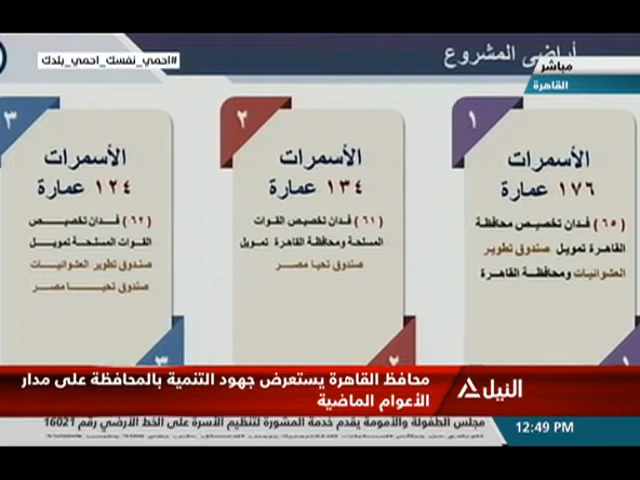 #احمي_نفسك_احمي_بلدك
أراضي المشروع
مباشر
القاهرة
١
الأسمرات
١٧٦ عمارة
(٦٥) فدان تخصيص محافظة
القاهرة تمويل صندوق تطوير
العشوائيات ومحافظة القاهرة
١
٢
الأسمرات
١٣٤ عمارة
(٦١) فدان تخصيص القوات
المسلحة ومحافظة القاهرة تمويل
صندوق تحيا مصر
٢
٣
الأسمرات
١٢٤ عمارة
(٦٢) فدان تخصيص
القوات المسلحة تمويل
صندوق تطوير العشوائيات
صندوق تحيا مصر
٣
النيل
محافظ القاهرة يستعرض جهود التنمية بالمحافظة على مدار
الأعوام الماضية
مجلس الطفولة والأمومة يقدم خدمة المشورة لتنظيم الأسرة على الخط الأرضي رقم 16021
12:49 PM